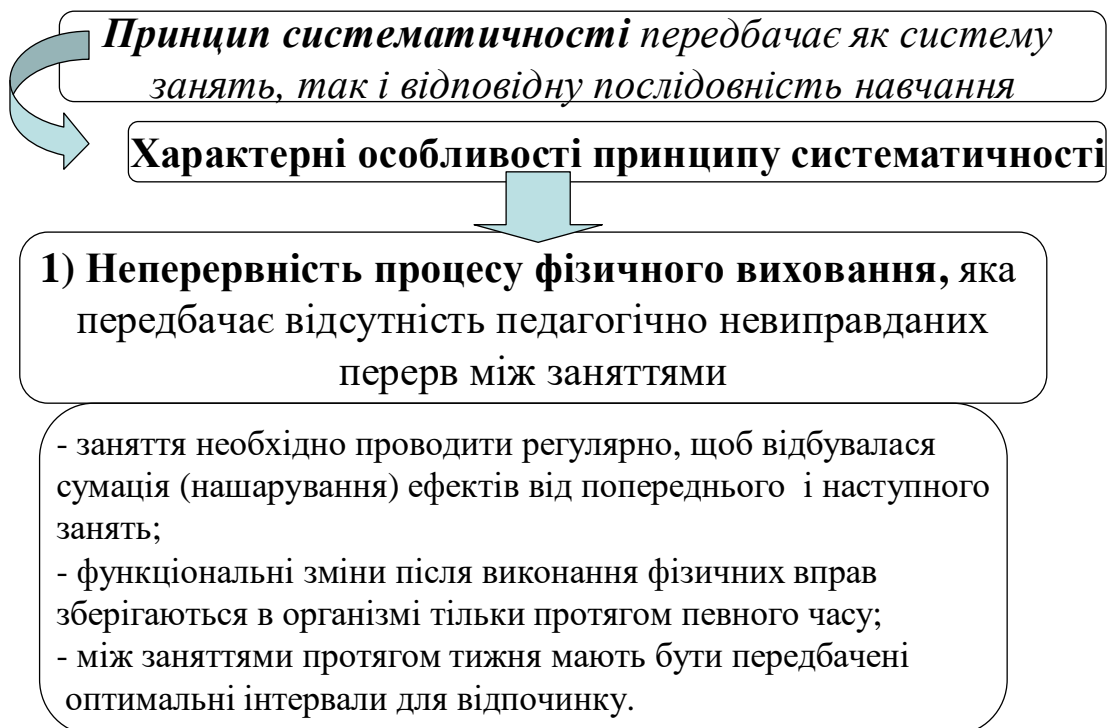 Принцип систематичності передбачає як систему
занять, так і відповідну послідовність навчання
Характерні особливості принципу систематичності
1) Неперервність процесу фізичного виховання, яка
передбачає відсутність педагогічно невиправданих
перерв між заняттями
- заняття необхідно проводити регулярно, щоб відбувалася
сумація (нашарування) ефектів від попереднього і наступного
занять;
- функціональні зміни після виконання фізичних вправ
зберігаються в організмі тільки протягом певного часу;
- між заняттями протягом тижня мають бути передбачені
оптимальні інтервали для відпочинку.